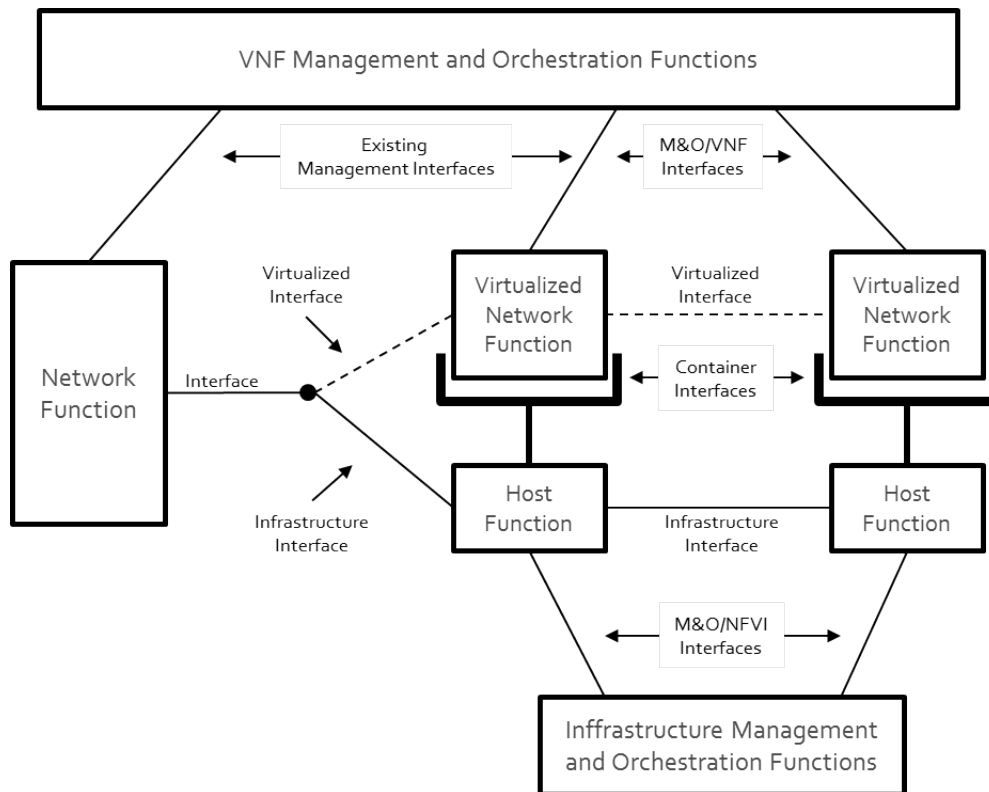 VNF Management and Orchestration Functions
Existing
Management Interfaces
M&O/VNF
Interfaces
Virtualized
Interface
Virtualized
Network
Function
Virtualized
Interface
Virtualized
Network
Function
Network
Function
Interface
Container
Interfaces
Infrastructure
Interface
Host
Function
Infrastructure
Interface
Host
Function
M&O/NFVI
Interfaces
Inffrastructure Management
and Orchestration Functions